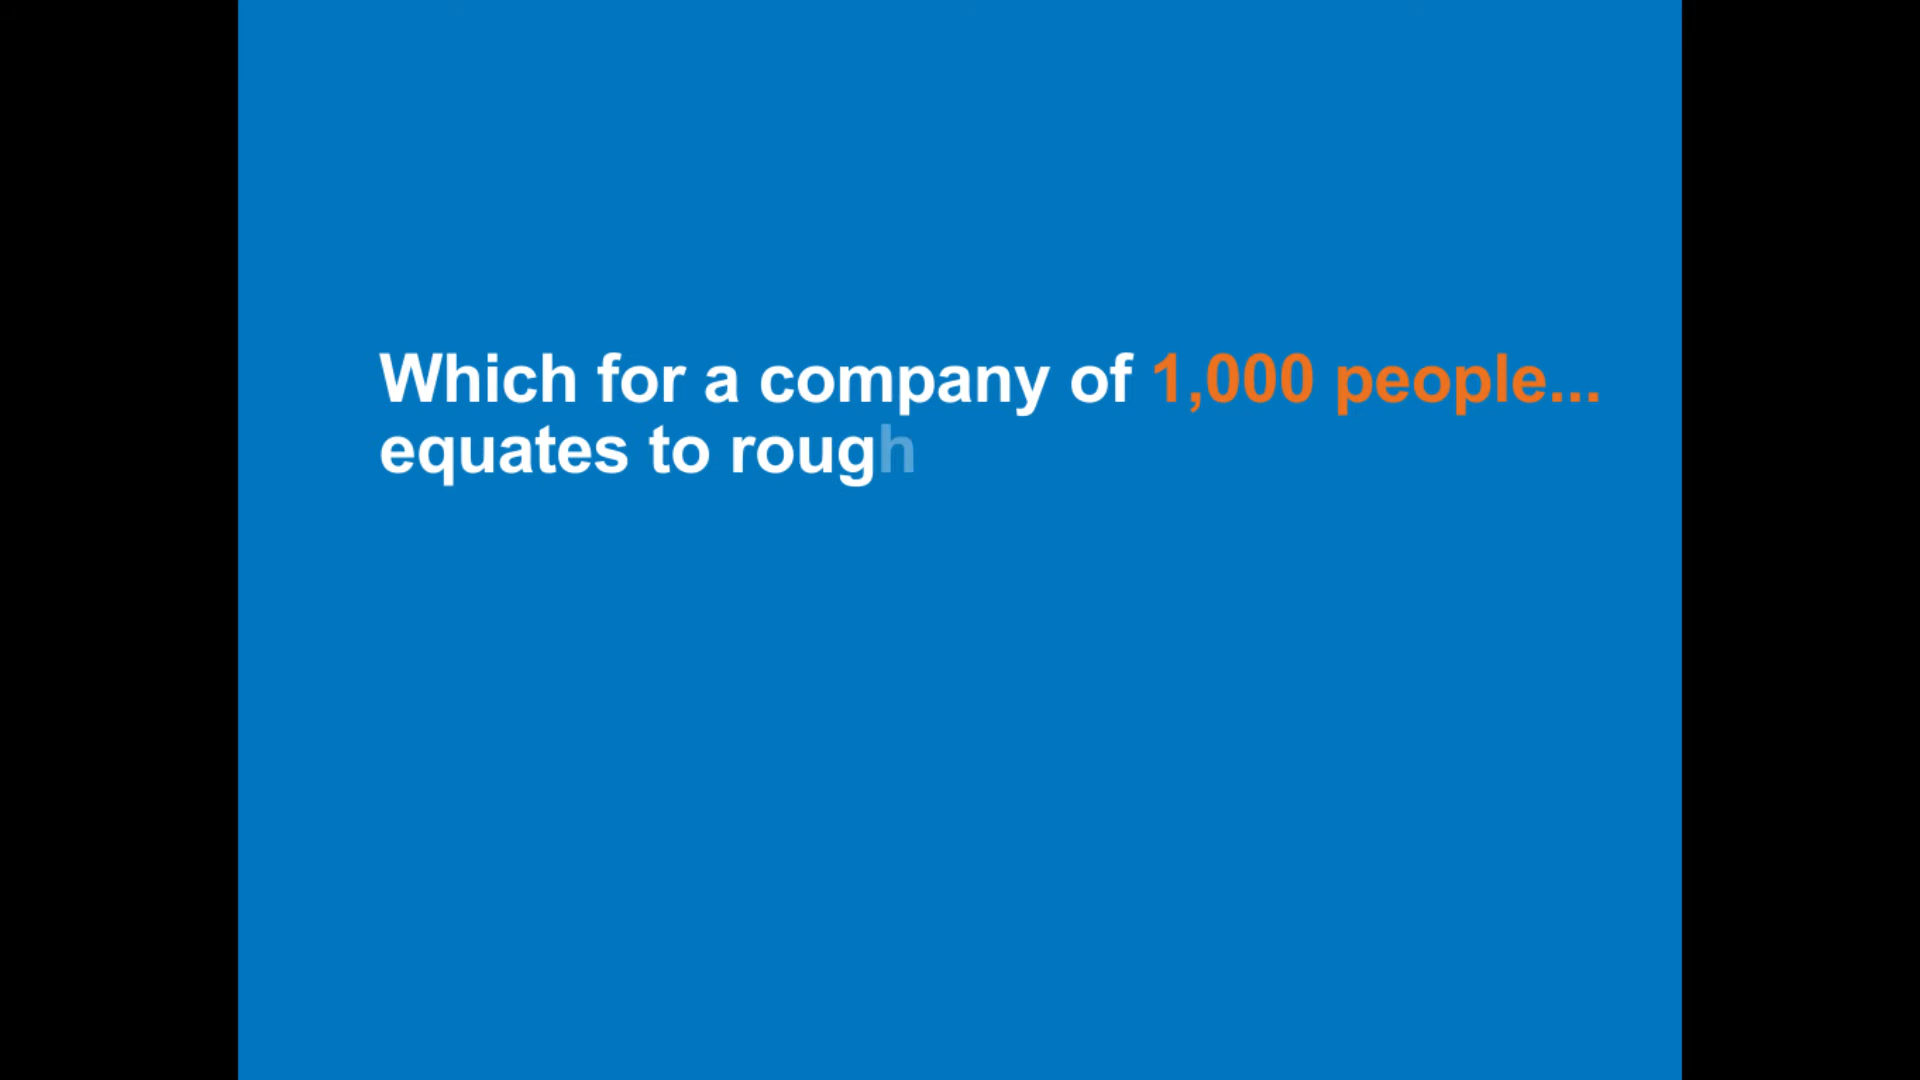 Which for a company of 1,000 people...
equates to rough